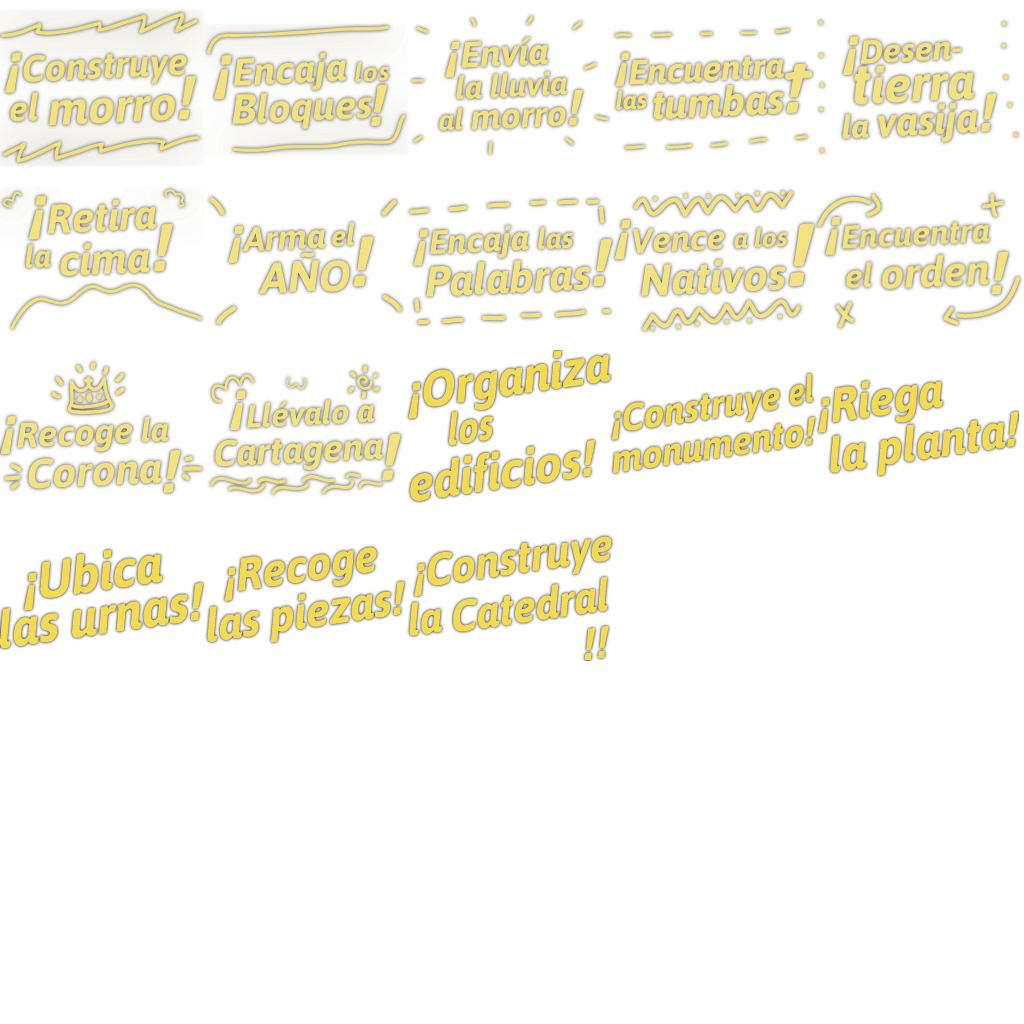 ¡Construye
el morro!
¡Encaja los
Bloques!
¡Envía
la lluvia
al morro!
¡Encuentra
las tumbas!
¡Desen-
tierra
la vasija!
¡Retira
la cima!
¡Arma el
AÑO!
¡Encaja las
Palabras!
¡Vence a los
Nativos!
¡Encuentra
el orden!
¡Recoge la
Corona!
¡Llévalo a
Cartagena!
¡Organiza
los
edificios!
¡Construye el
monumento!
¡Riega
la planta!
¡Ubica
las urnas!
¡Recoge
las piezas!
¡Construye
la Catedral
!!